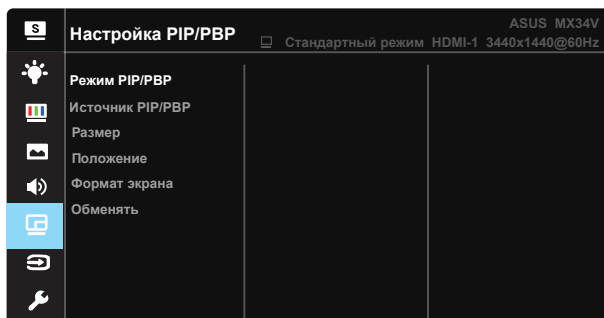 S
ASUS MX34V
Настройка PIP/PBP
Стандартный режим HDMI-1 3440x1440@60Hz
Режим PIP/PBP
Источник PIP/PBP
Размер
Положение
Формат экрана
Обменять